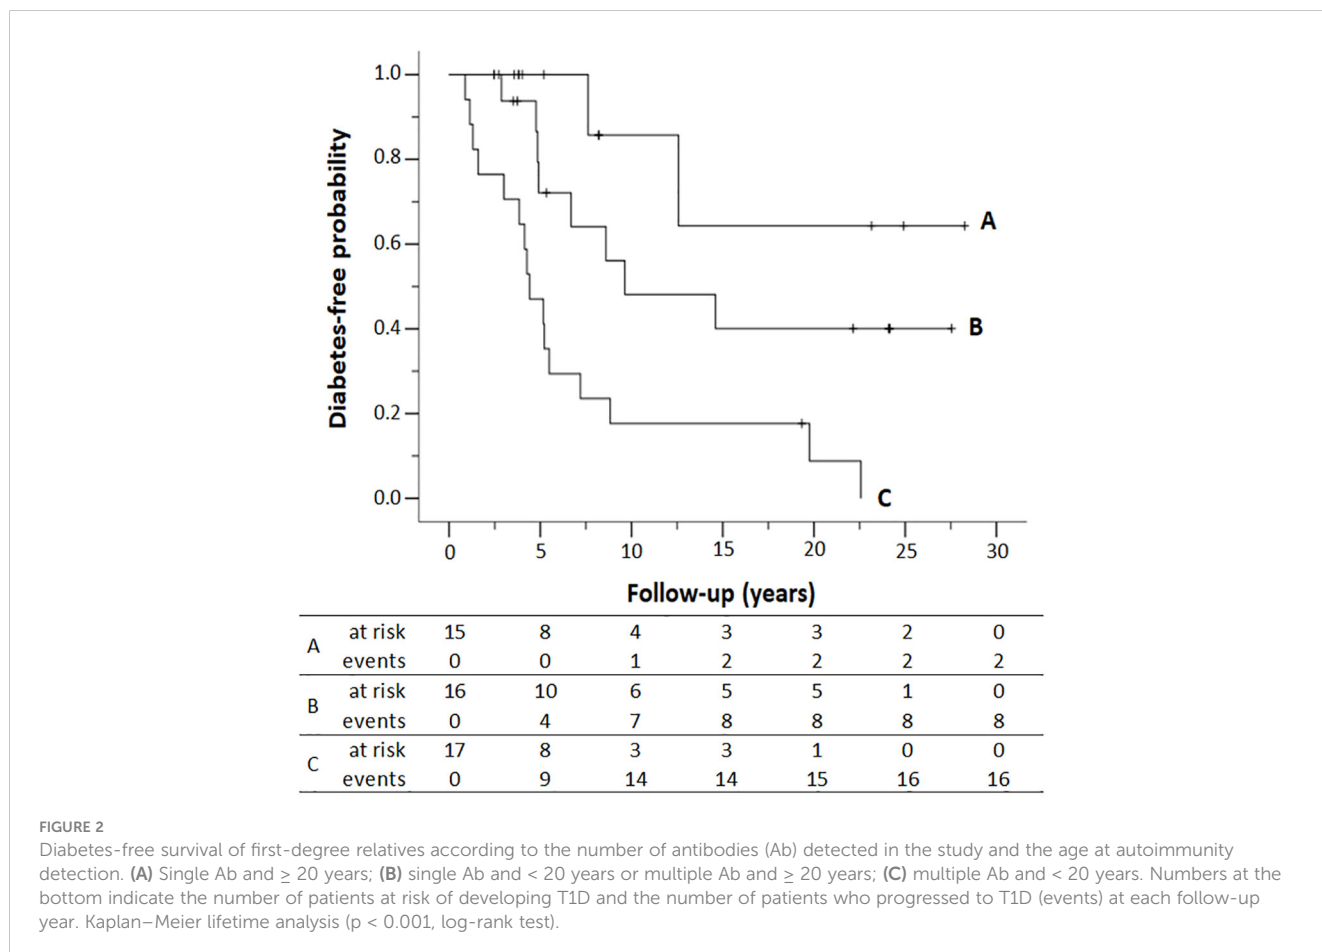 1.0
A
0.8
0.6
B
0.4
0.2
C
0.0
Diabetes-free probability
0 5 10 15 20 25 30
Follow-up (years)
A
at risk 15 8 4 3 3 2 0
events 0 0 1 2 2 2 2
B
at risk 16 10 6 5 5 1 0
events 0 4 7 8 8 8 8
C
at risk 17 8 3 3 1 0 0
events 0 9 14 14 15 16 16
FIGURE 2
Diabetes-free survival of first-degree relatives according to the number of antibodies (Ab) detected in the study and the age at autoimmunity
detection. (A) Single Ab and ≥ 20 years; (B) single Ab and < 20 years or multiple Ab and ≥ 20 years; (C) multiple Ab and < 20 years. Numbers at the
bottom indicate the number of patients at risk of developing T1D and the number of patients who progressed to T1D (events) at each follow-up
year. Kaplan–Meier lifetime analysis (p < 0.001, log-rank test).